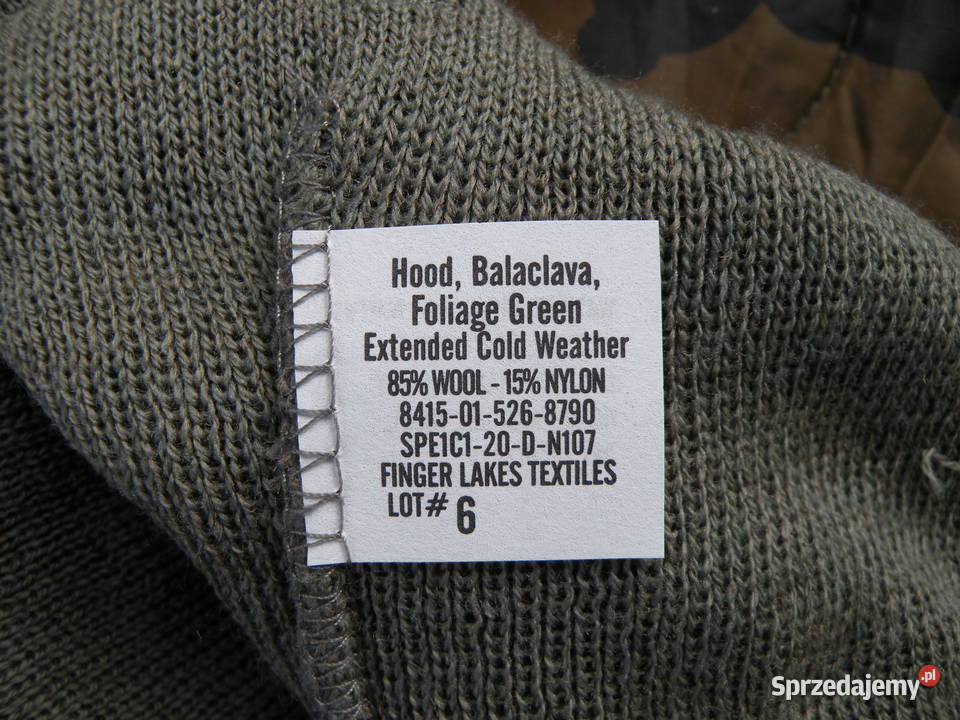 Hood, Balaclava,
Foliage Green
Extended Cold Weather
85% WOOL - 15% NYLON
8415-01-526-8790
SPE1C1-20-D-N107
FINGER LAKES TEXTILES
LOT# 6
Sprzedajemy.pl